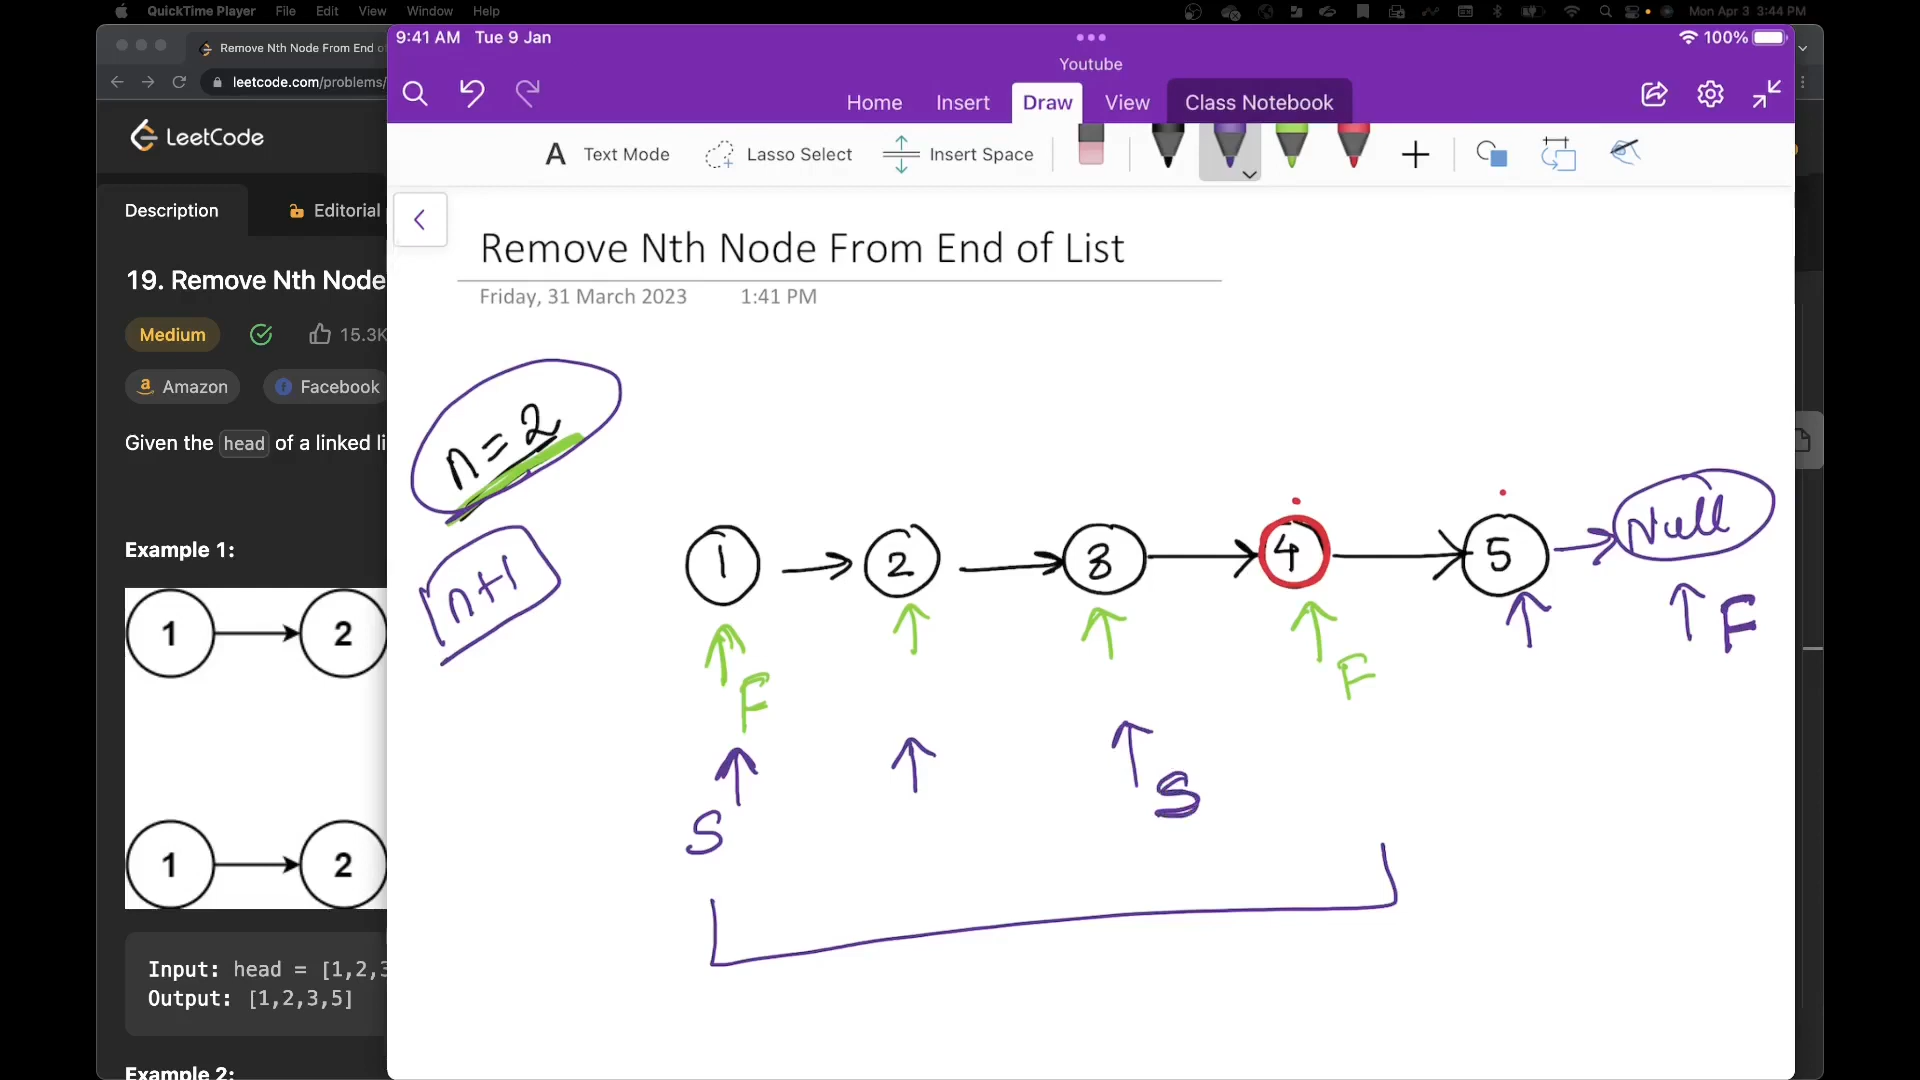 QuickTime Player File Edit View Window Help Mon Apr 3 3:44 PM
Remove Nth Node From End o
leetcode.com/problems/
LeetCode
Description Editorial
19. Remove Nth Node
Medium 15.3K
Amazon Facebook
Given the head of a linked li
Example 1:
1 2
1 2
Input: head = [1,2,3
Output: [1,2,3,5]
Example 2:
9:41 AM Tue 9 Jan 100%
Youtube
Home Insert Draw View Class Notebook
A Text Mode Lasso Select Insert Space
Remove Nth Node From End of List
Friday, 31 March 2023 1:41 PM
n=2
n+1
1 2 3 4 5 Null
F F F
S S